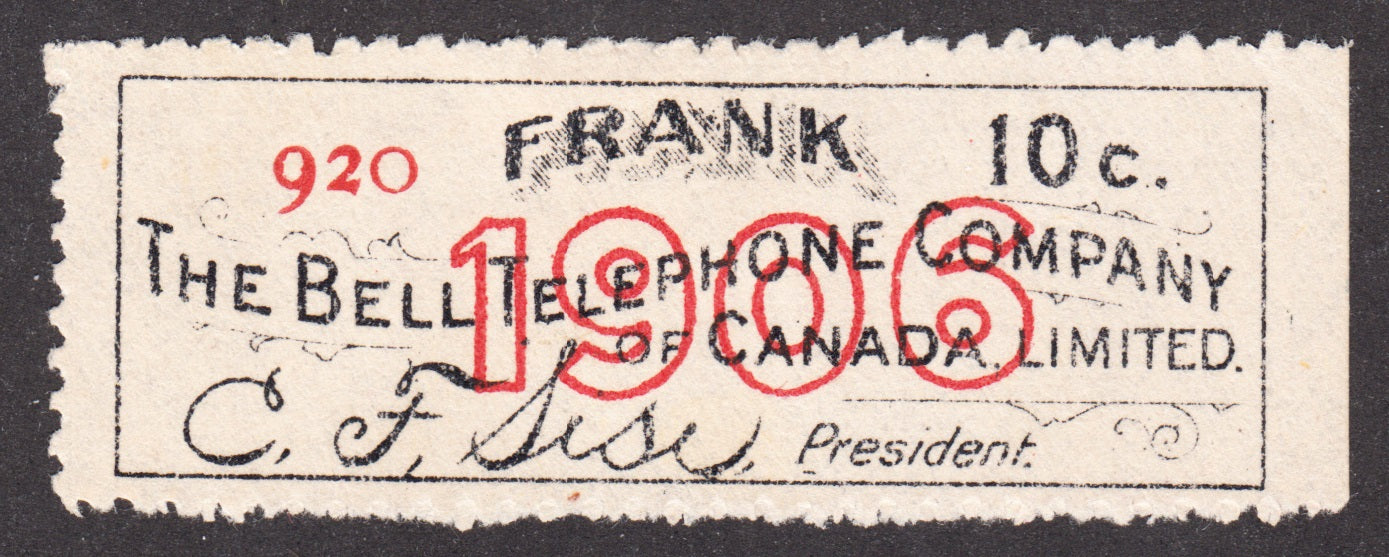 920 FRANK 10c.
1906
THE BELL TELEPHONE COMPANY
OF CANADA. LIMITED.
C. F. Sise, President.